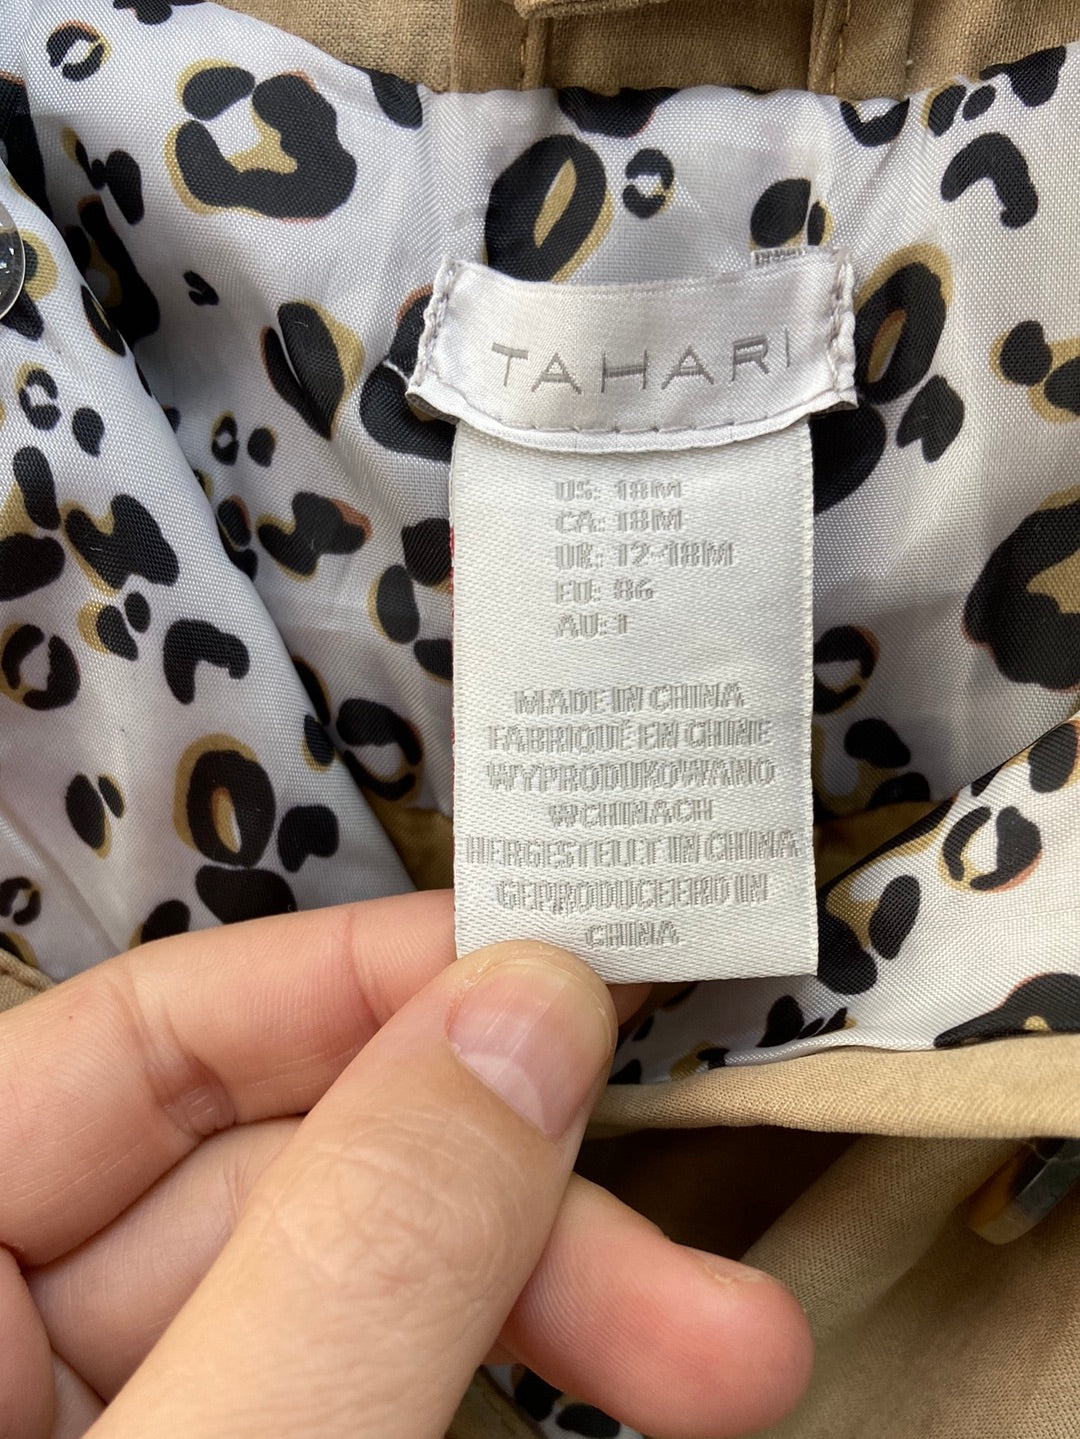 TAHARI
US: 18M
CA: 18M
UK: 12-18M
EU: 86
AU: 1
MADE IN CHINA
FABRIQUÉ EN CHINE
WYPRODUKOWANO
W CHINACH
HERGESTELLT IN CHINA
GEPRODUCEERD IN
CHINA